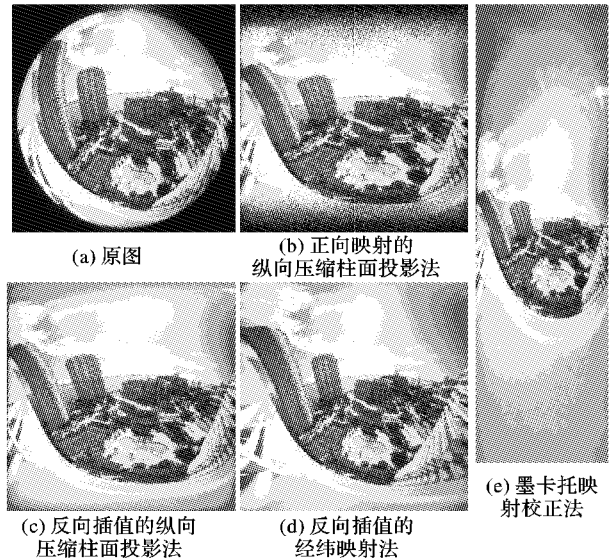 (a) 原图
(b) 正向映射的
纵向压缩柱面投影法
(c) 反向插值的纵向
压缩柱面投影法
(d) 反向插值的
经纬映射法
(e) 墨卡托映
射校正法